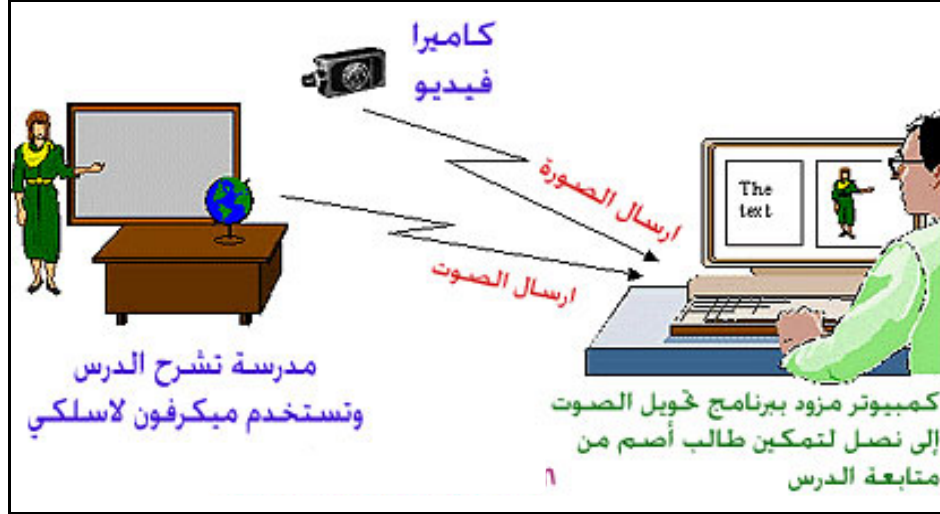 كاميرا
فيديو
ارسال الصورة
ارسال الصوت
The
text
مدرسة تشرح الدرس
وتستخدم ميكرفون لاسلكي
كمبيوتر مزود ببرنامج تحويل الصوت
إلى نصل لتمكين طالب أصم من
متابعة الدرس